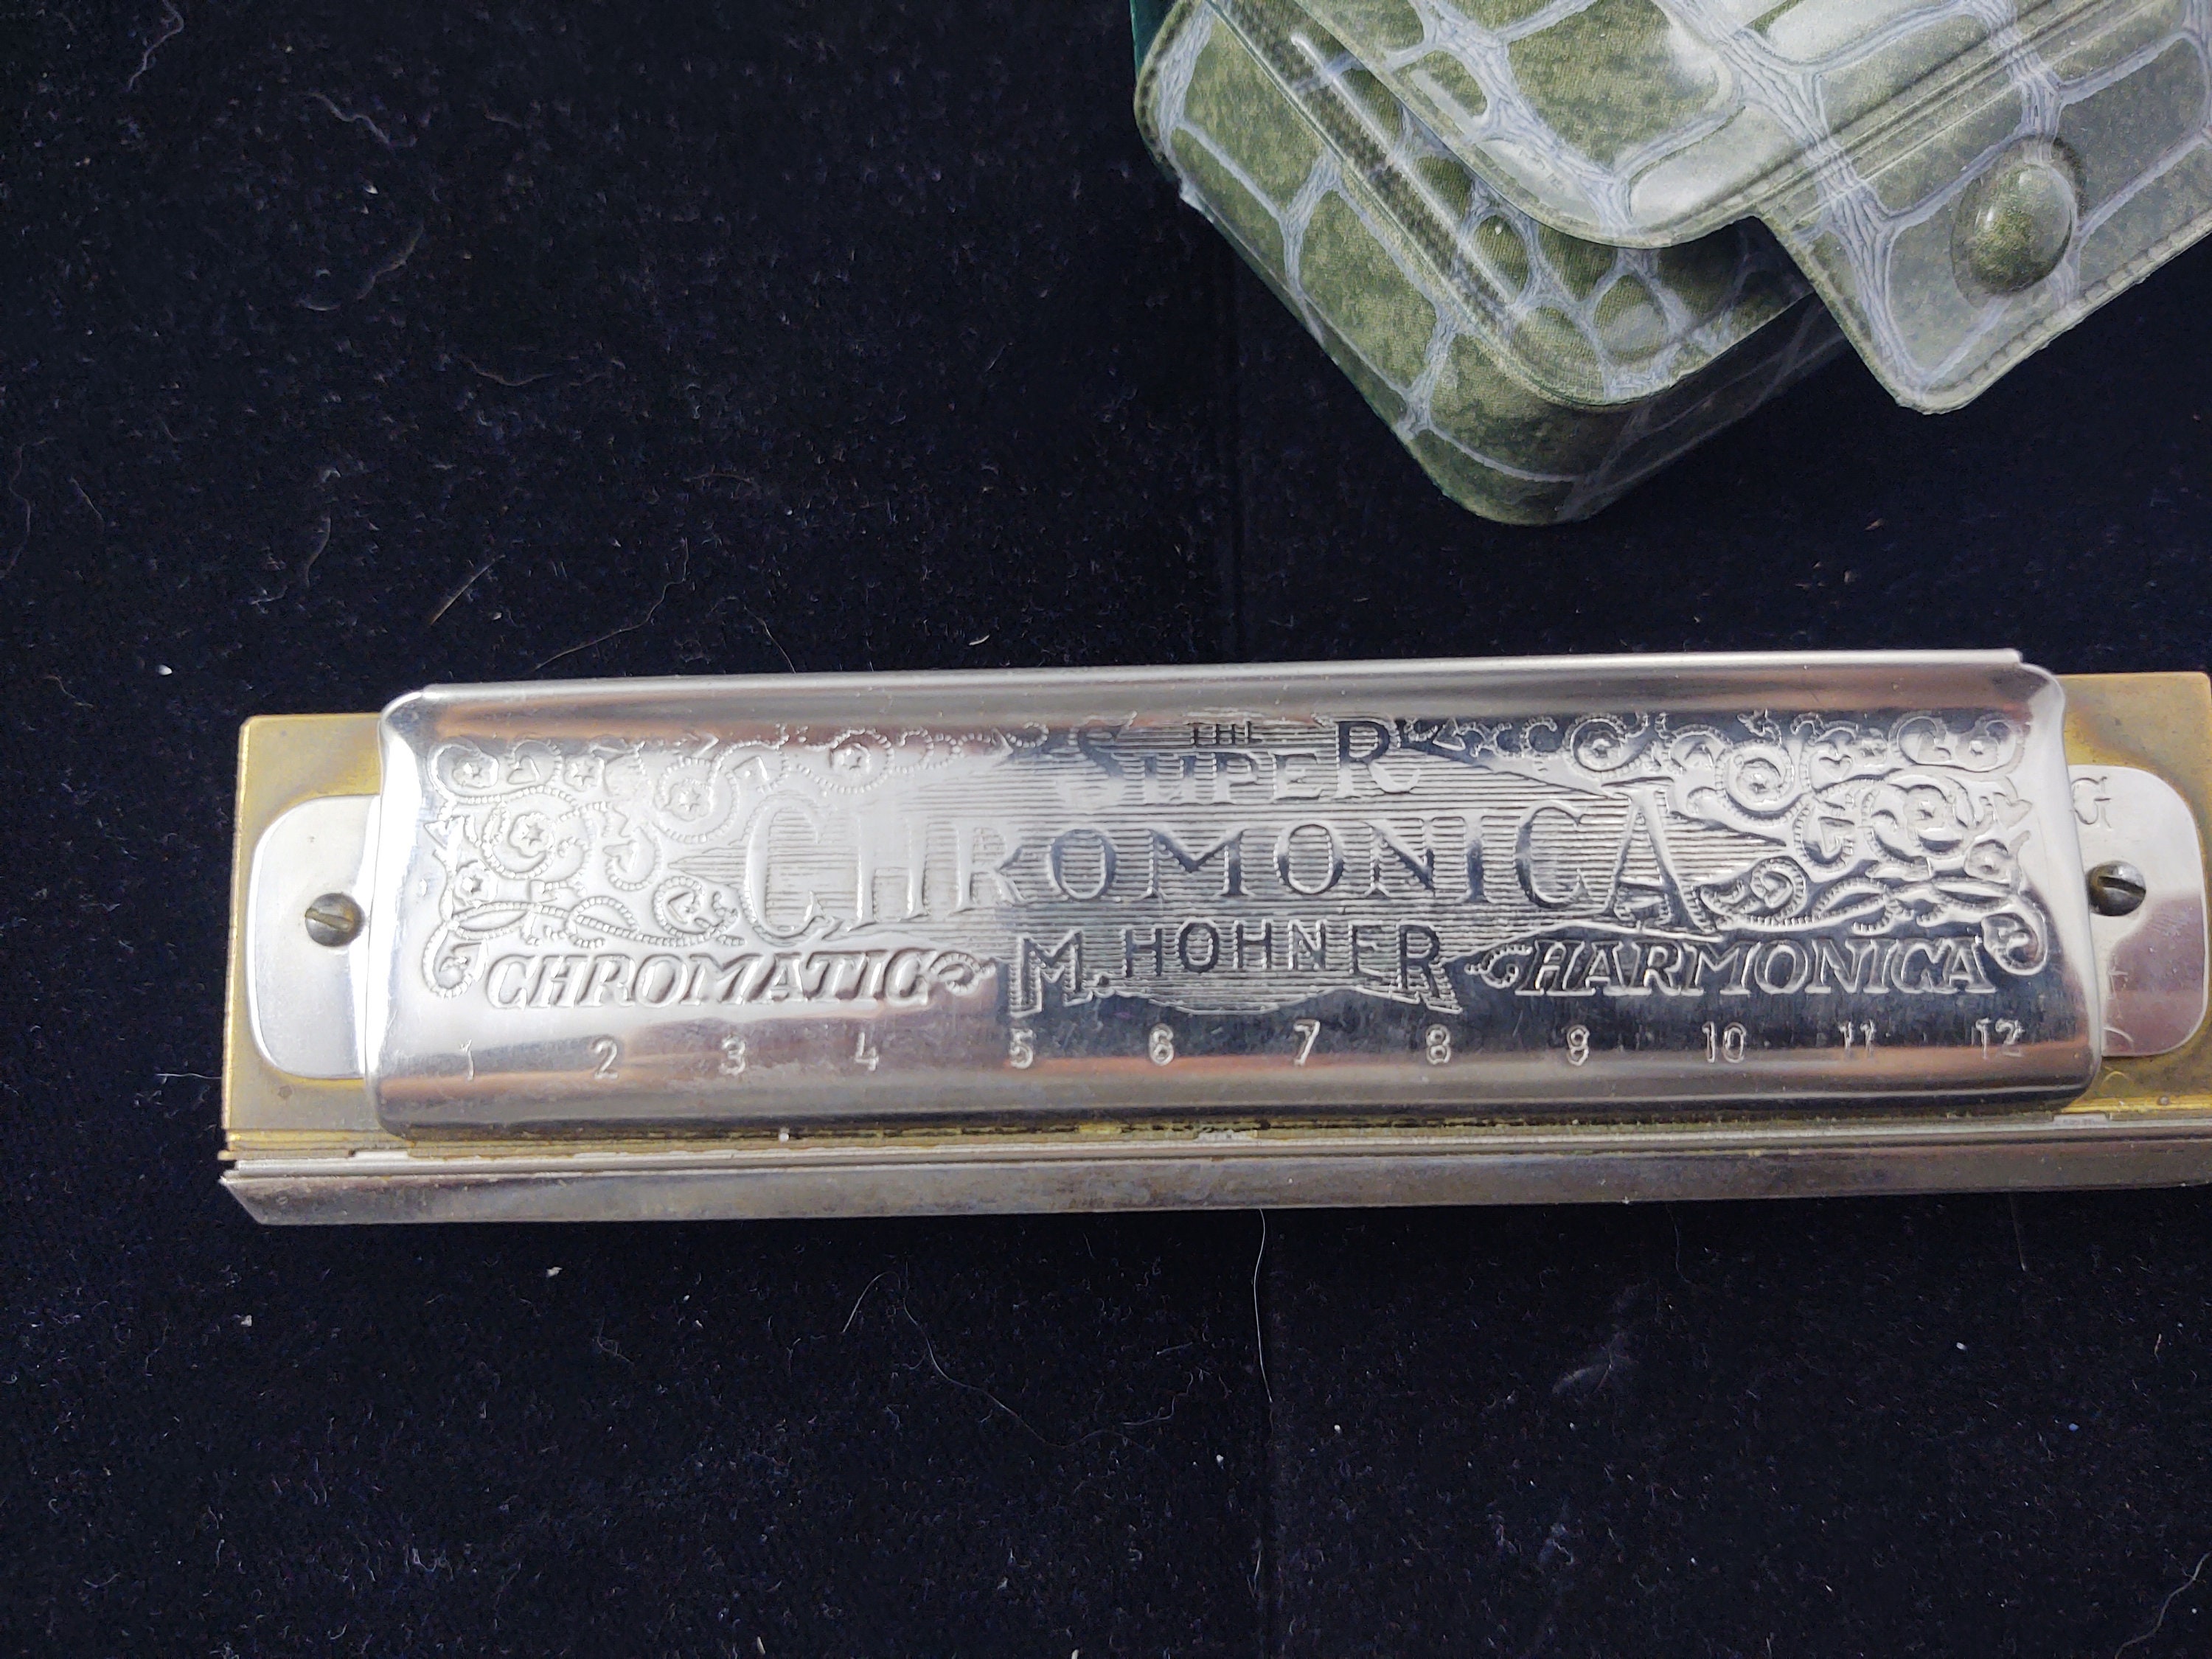 THE
SUPER
CHROMONICA
CHROMATIC M. HOHNER HARMONICA
1 2 3 4 5 6 7 8 9 10 11 12
G